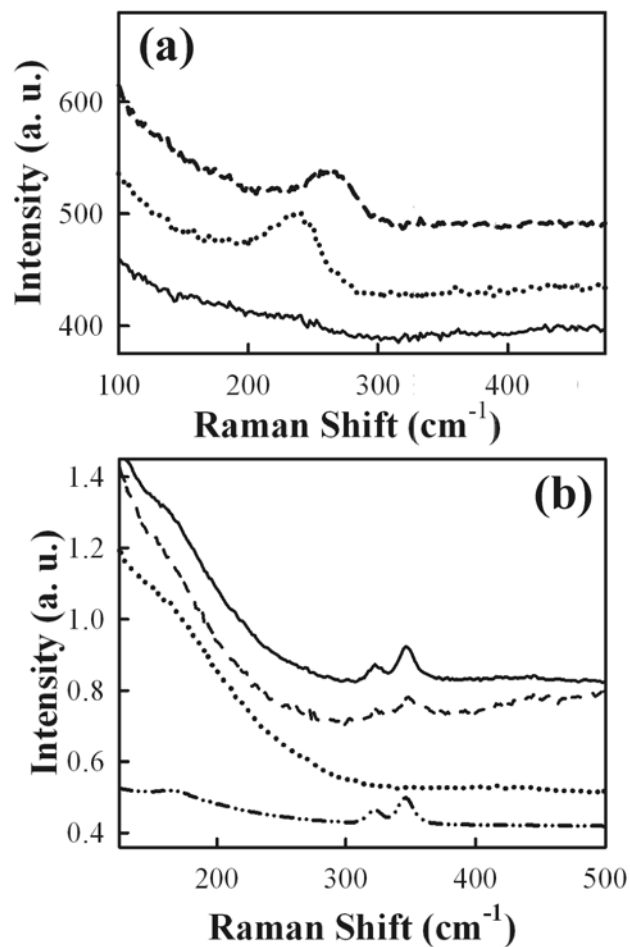 (a)
Intensity (a. u.)
600
500
400
100 200 300 400
Raman Shift (cm⁻¹)
(b)
Intensity (a. u.)
1.4
1.2
1.0
0.8
0.6
0.4
200 300 400 500
Raman Shift (cm⁻¹)